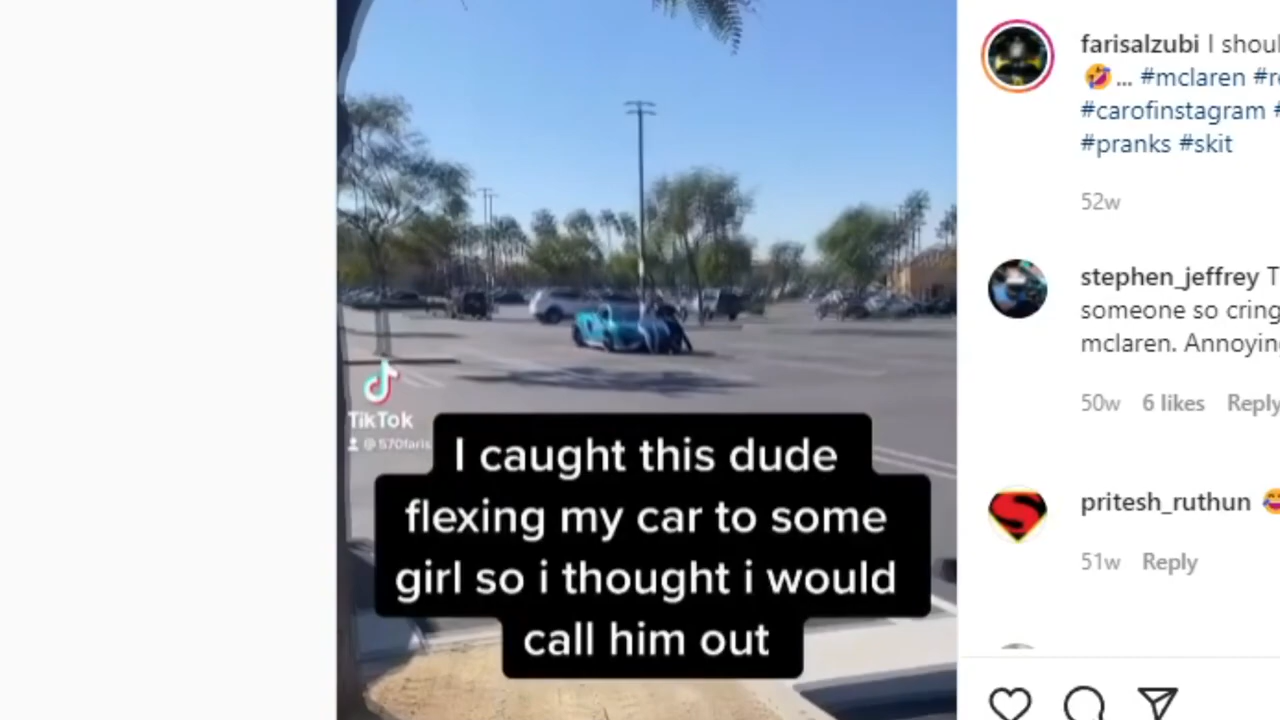 TikTok
@570faris
I caught this dude
flexing my car to some
girl so i thought i would
call him out
farisalzubi I shoul
🤣... #mclaren #r
#carofinstagram #
#pranks #skit
52w
stephen_jeffrey T
someone so cring
mclaren. Annoyin
50w 6 likes Reply
pritesh_ruthun 😂
51w Reply